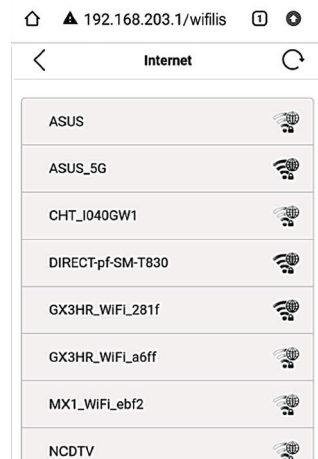 192.168.203.1/wifilis 1
Internet
ASUS
ASUS_5G
CHT_I040GW1
DIRECT-pf-SM-T830
GX3HR_WiFi_281f
GX3HR_WiFi_a6ff
MX1_WiFi_ebf2
NCDTV